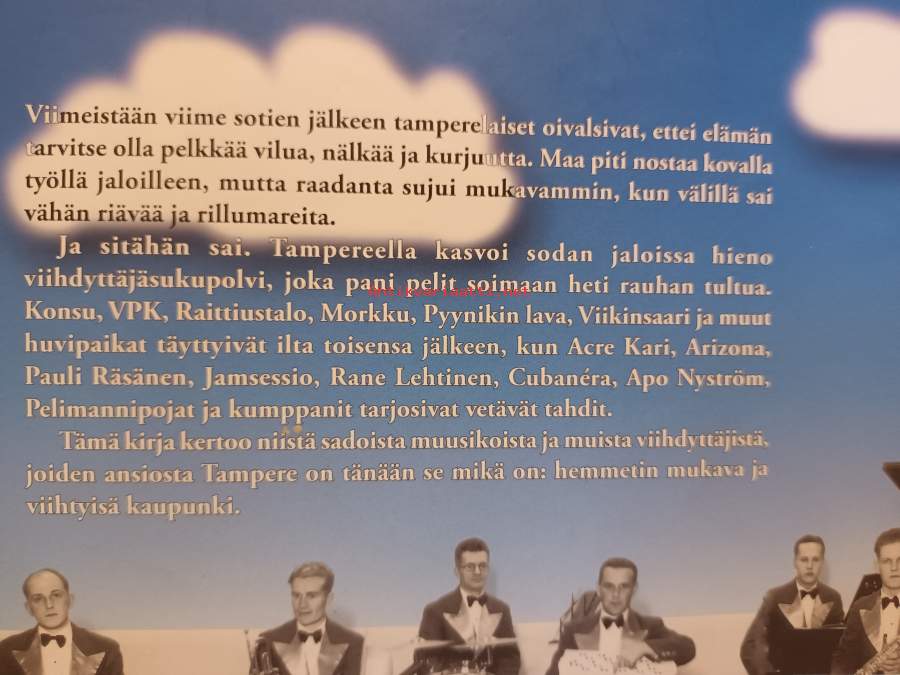 Viimeistään viime sotien jälkeen tamperelaiset oivalsivat, ettei elämän
tarvitse olla pelkkää vilua, nälkää ja kurjuutta. Maa piti nostaa kovalla
työllä jaloilleen, mutta raadanta sujui mukavammin, kun välillä sai
vähän riävää ja rillumareita.
Ja sitähän sai. Tampereella kasvoi sodan jaloissa hieno
viihdyttäjäsukupolvi, joka pani pelit soimaan heti rauhan tultua.
antikvariaatti.net
Konsu, VPK, Raittiustalo, Morkku, Pyynikin lava, Viikinsaari ja muut
huvipaikat täyttyivät ilta toisensa jälkeen, kun Acre Kari, Arizona,
Pauli Räsänen, Jamsessio, Rane Lehtinen, Cubanéra, Apo Nyström,
Pelimannipojat ja kumppanit tarjosivat vetävät tahdit.
Tämä kirja kertoo niistä sadoista muusikoista ja muista viihdyttäjistä,
joiden ansiosta Tampere on tänään se mikä on: hemmetin mukava ja
viihtyisä kaupunki.